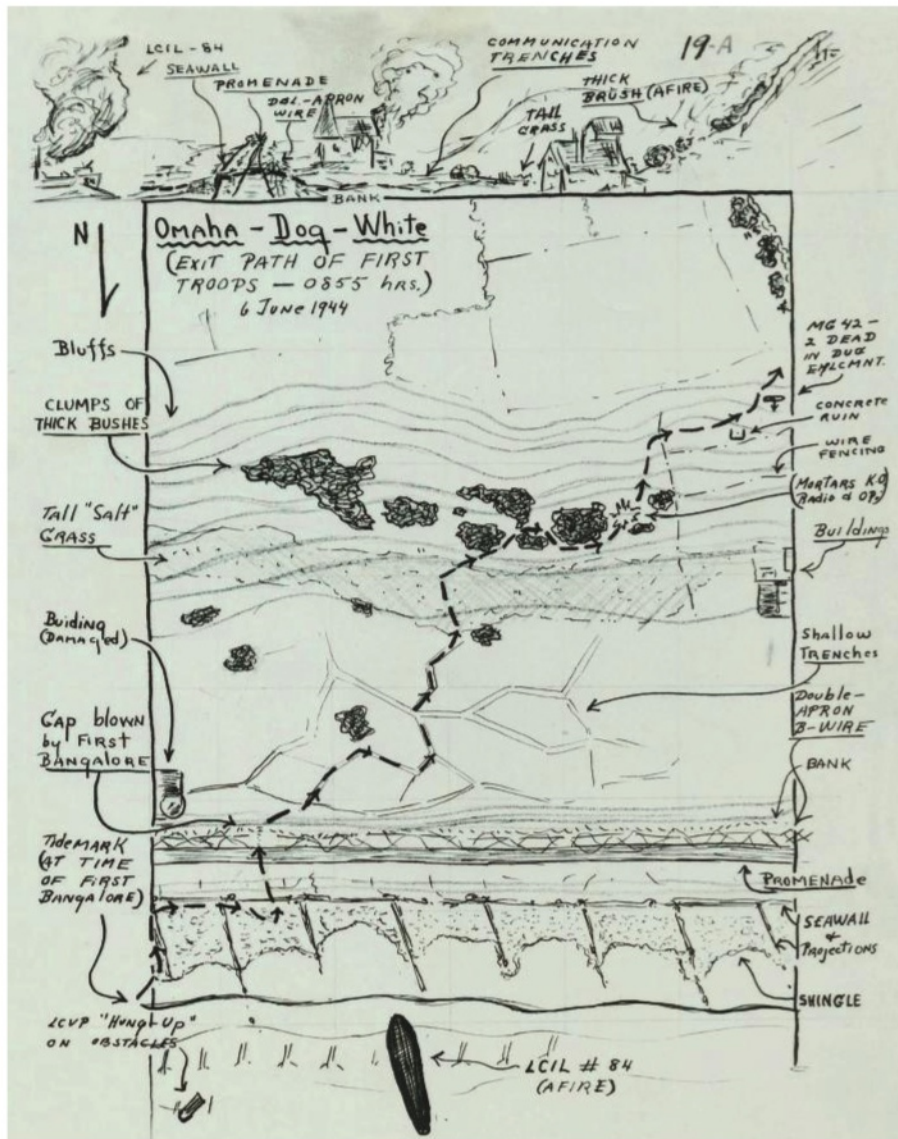 LCIL - 84
SEAWALL
PROMENADE
DBL.-APRON
WIRE
COMMUNICATION
TRENCHES
19-A
THICK
BRUSH (AFIRE)
TALL
GRASS
BANK
N
Omaha - Dog - White
(EXIT PATH OF FIRST
TROOPS — 0855 hrs.)
6 June 1944
Bluffs
CLUMPS OF
THICK BUSHES
Tall "Salt"
GRASS
Buiding
(Damaged)
Gap blown
by First
BANGALORE
Tidemark
(AT TIME
OF FIRST
BANGALORE)
LCVP "Hung-Up"
ON OBSTACLES
MG 42 -
2 DEAD
IN DUG
EMLCMNT.
CONCRETE
RUIN
WIRE
FENCING
(MORTARS K.O.
Radio & OPs)
Buildings
Shallow
Trenches
Double-
APRON
B-WIRE
BANK
PROMENADE
SEAWALL
&
Projections
SHINGLE
LCIL # 84
(AFIRE)